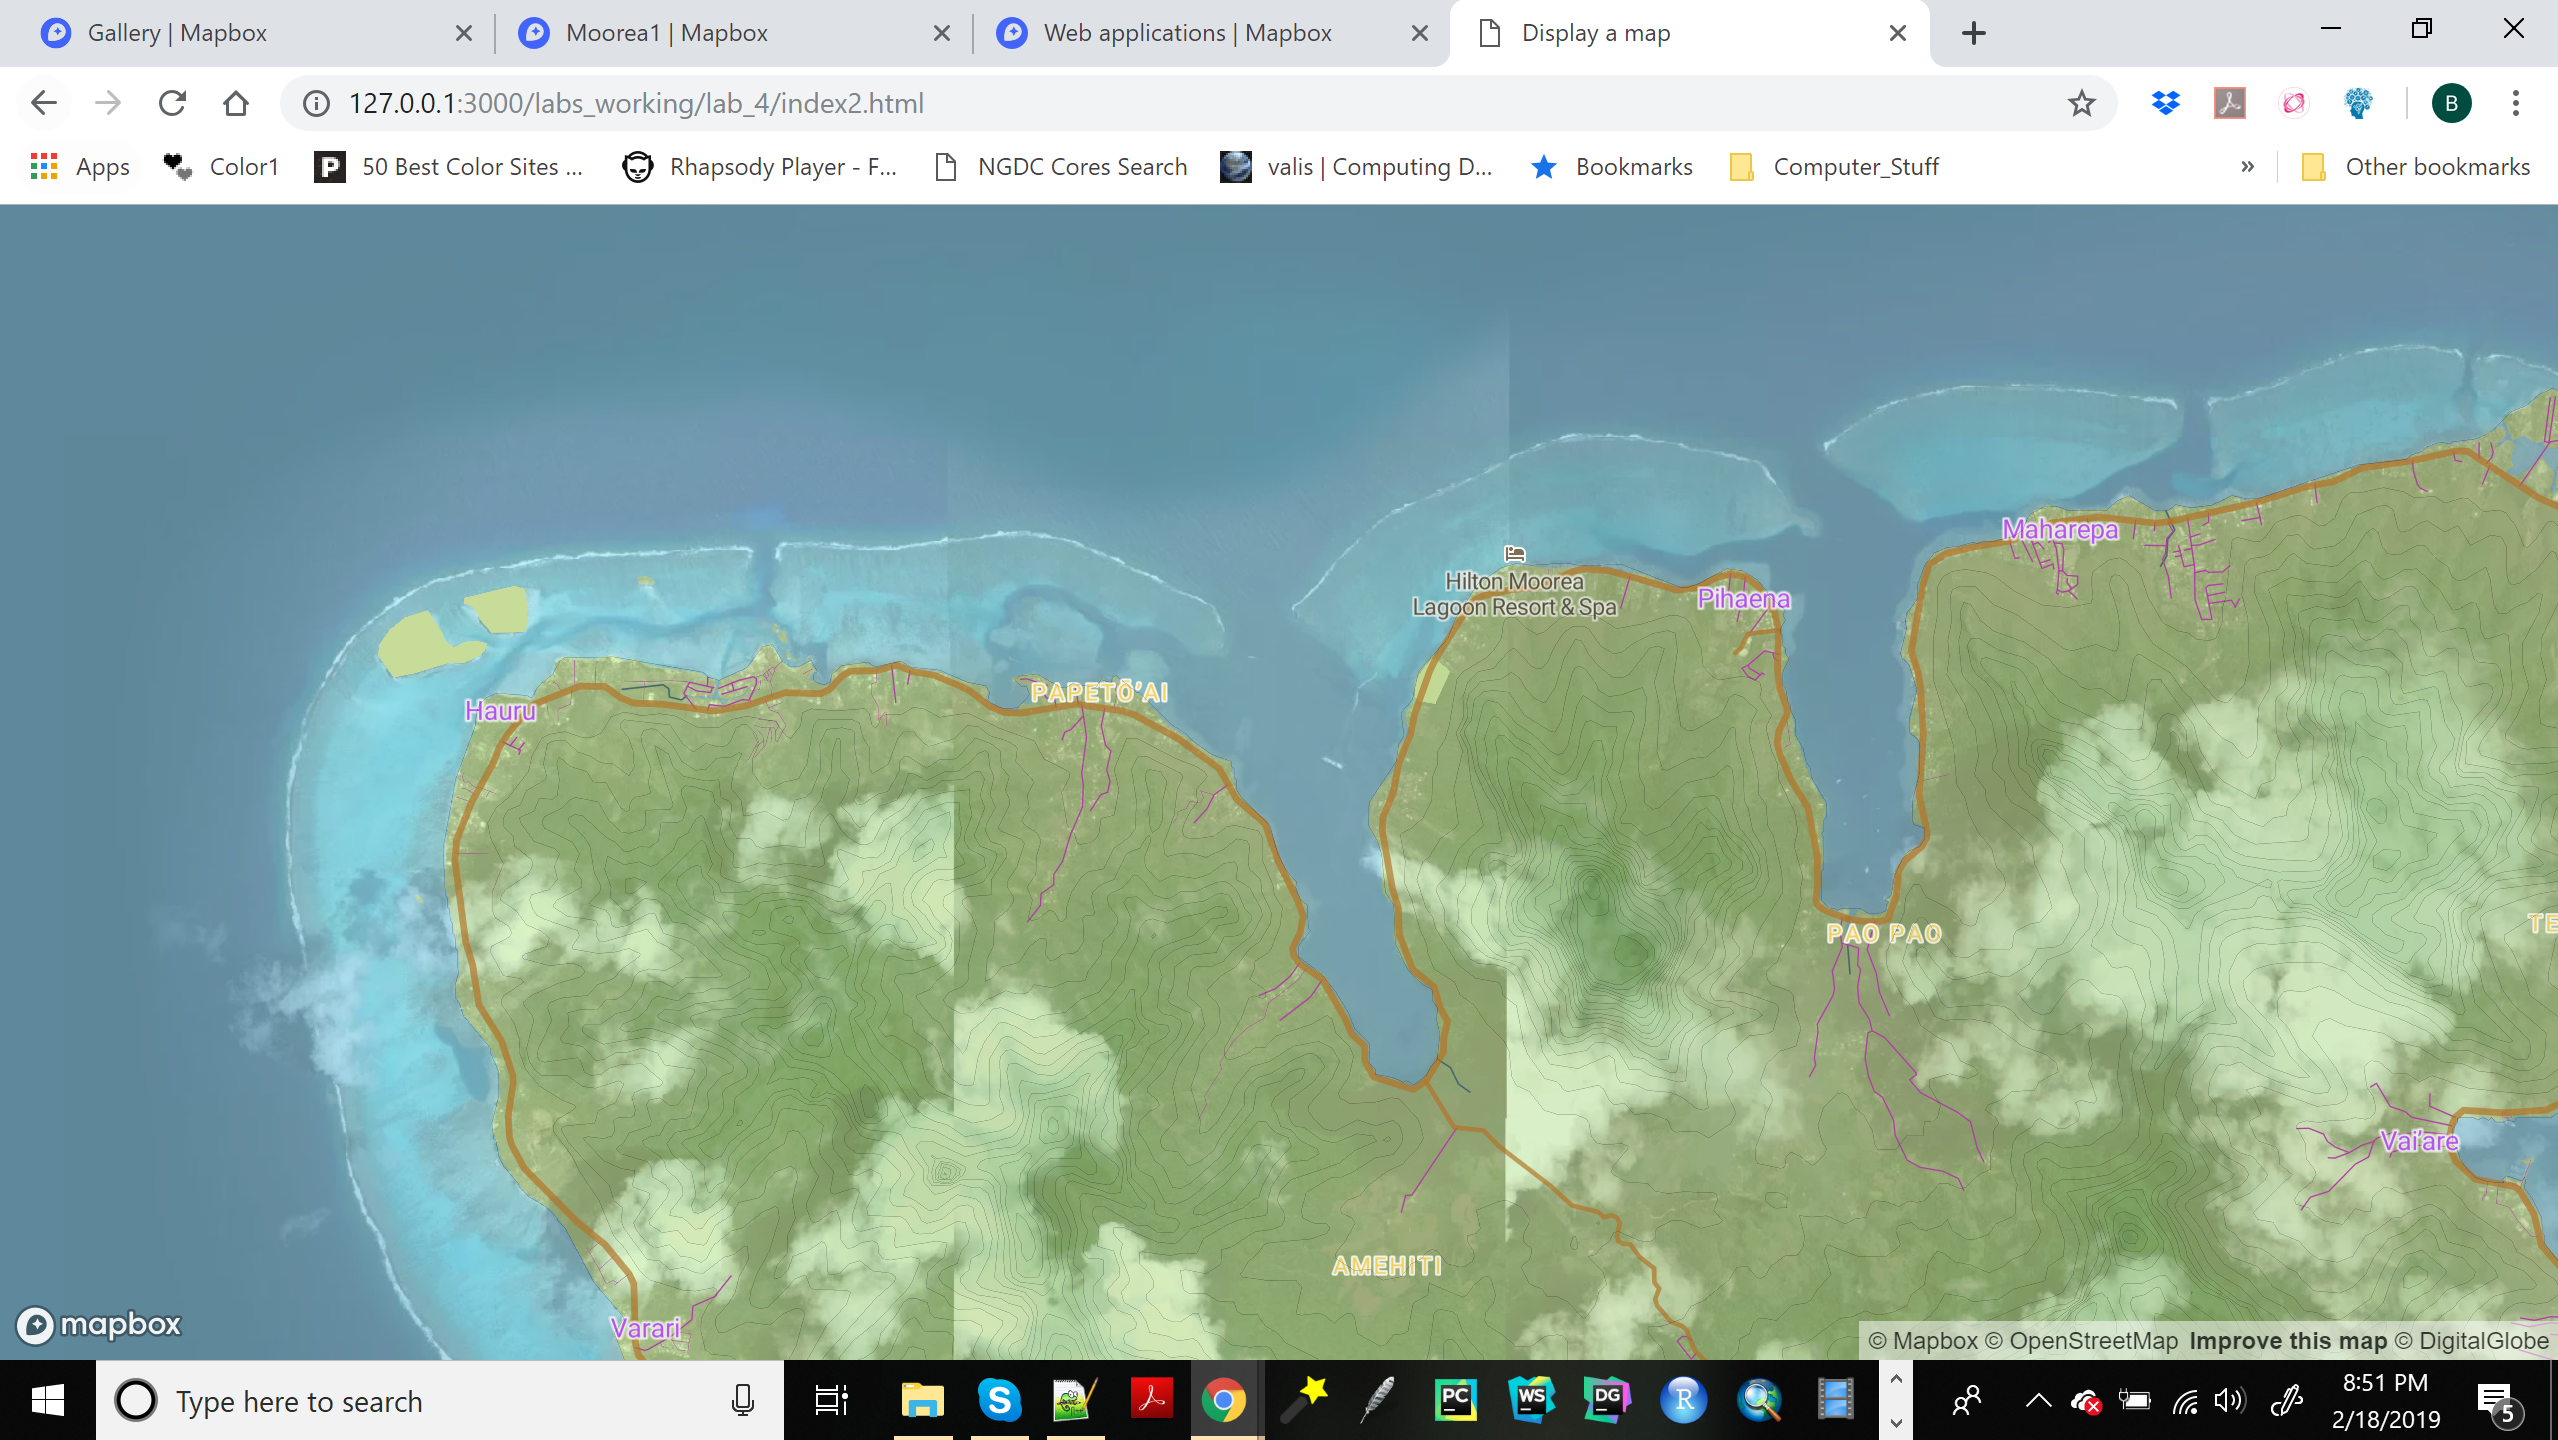 Gallery | Mapbox
Moorea1 | Mapbox
Web applications | Mapbox
Display a map
127.0.0.1:3000/labs_working/lab_4/index2.html
B
Apps
Color1
P
50 Best Color Sites ...
Rhapsody Player - F...
NGDC Cores Search
valis | Computing D...
Bookmarks
Computer_Stuff
»
Other bookmarks
Maharepa
Hilton Moorea
Lagoon Resort & Spa
Pihaena
PAPETŌ'AI
Hauru
PAO PAO
TE
Vai'are
AMEHITI
Varari
mapbox
© Mapbox © OpenStreetMap Improve this map © DigitalGlobe
Type here to search
S
PC
WS
DG
R
8:51 PM
2/18/2019
5